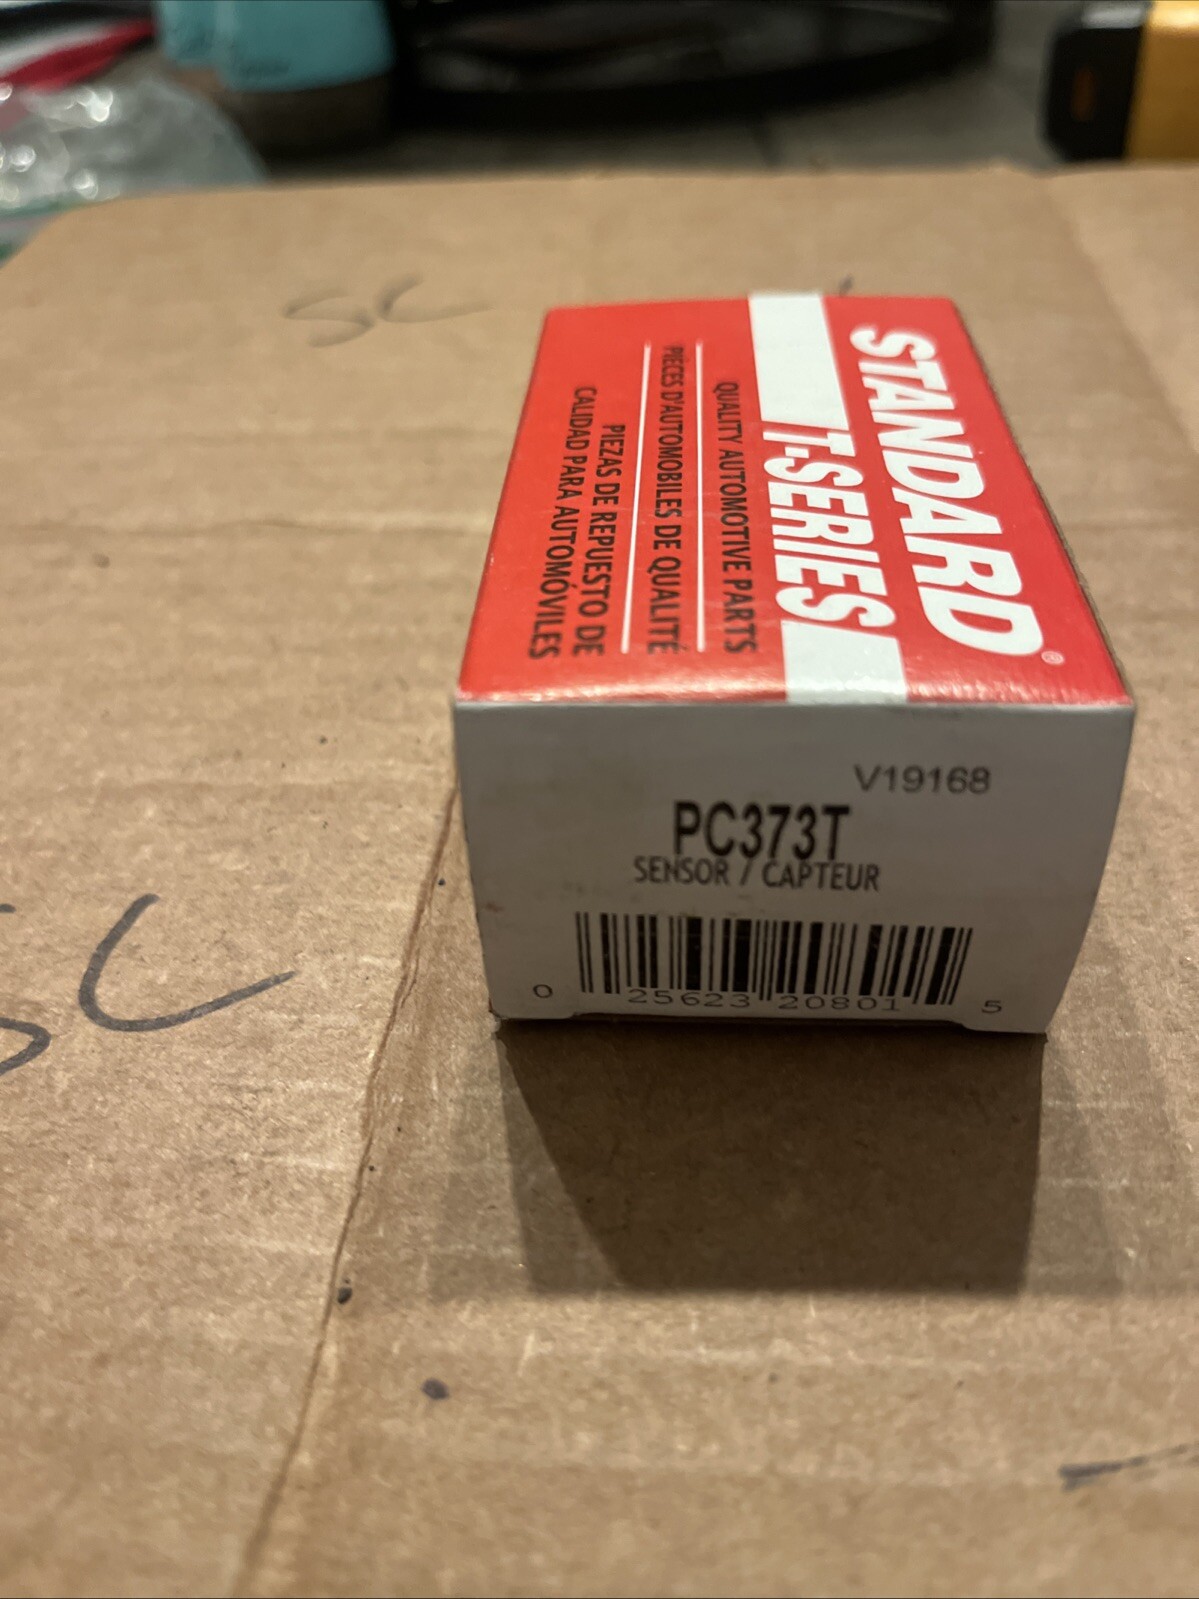 SC
STANDARD®
T-SERIES
QUALITY AUTOMOTIVE PARTS
PIÈCES D'AUTOMOBILES DE QUALITÉ
PIEZAS DE REPUESTO DE
CALIDAD PARA AUTOMÓVILES
V19168
PC373T
SENSOR / CAPTEUR
0 25623 20801 5
SC